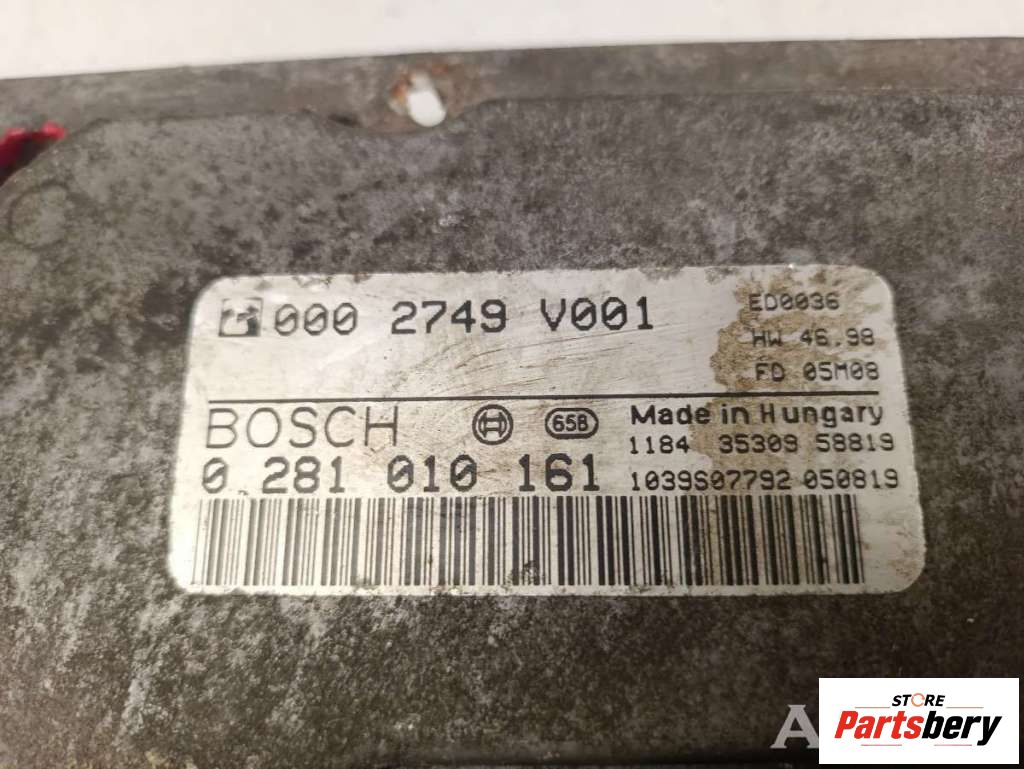 000 2749 V001
ED0036
HW 46.98
FD 05M08
BOSCH
65B
Made in Hungary
1184 35309 58819
0 281 010 161
1039S07792 050819
A
STORE
Partsbery